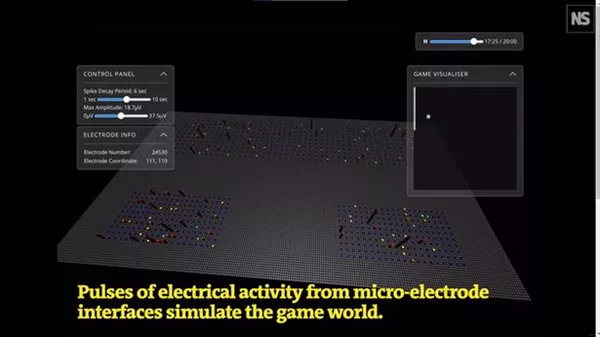 NS
17:25 / 20:00
CONTROL PANEL
Spike Decay Period: 6 sec
1 sec 10 sec
Max Amplitude: 18.7μV
0μV 37.5μV
ELECTRODE INFO
Electrode Number: 24530
Electrode Coordinate: 111, 110
GAME VISUALISER
Pulses of electrical activity from micro-electrode
interfaces simulate the game world.